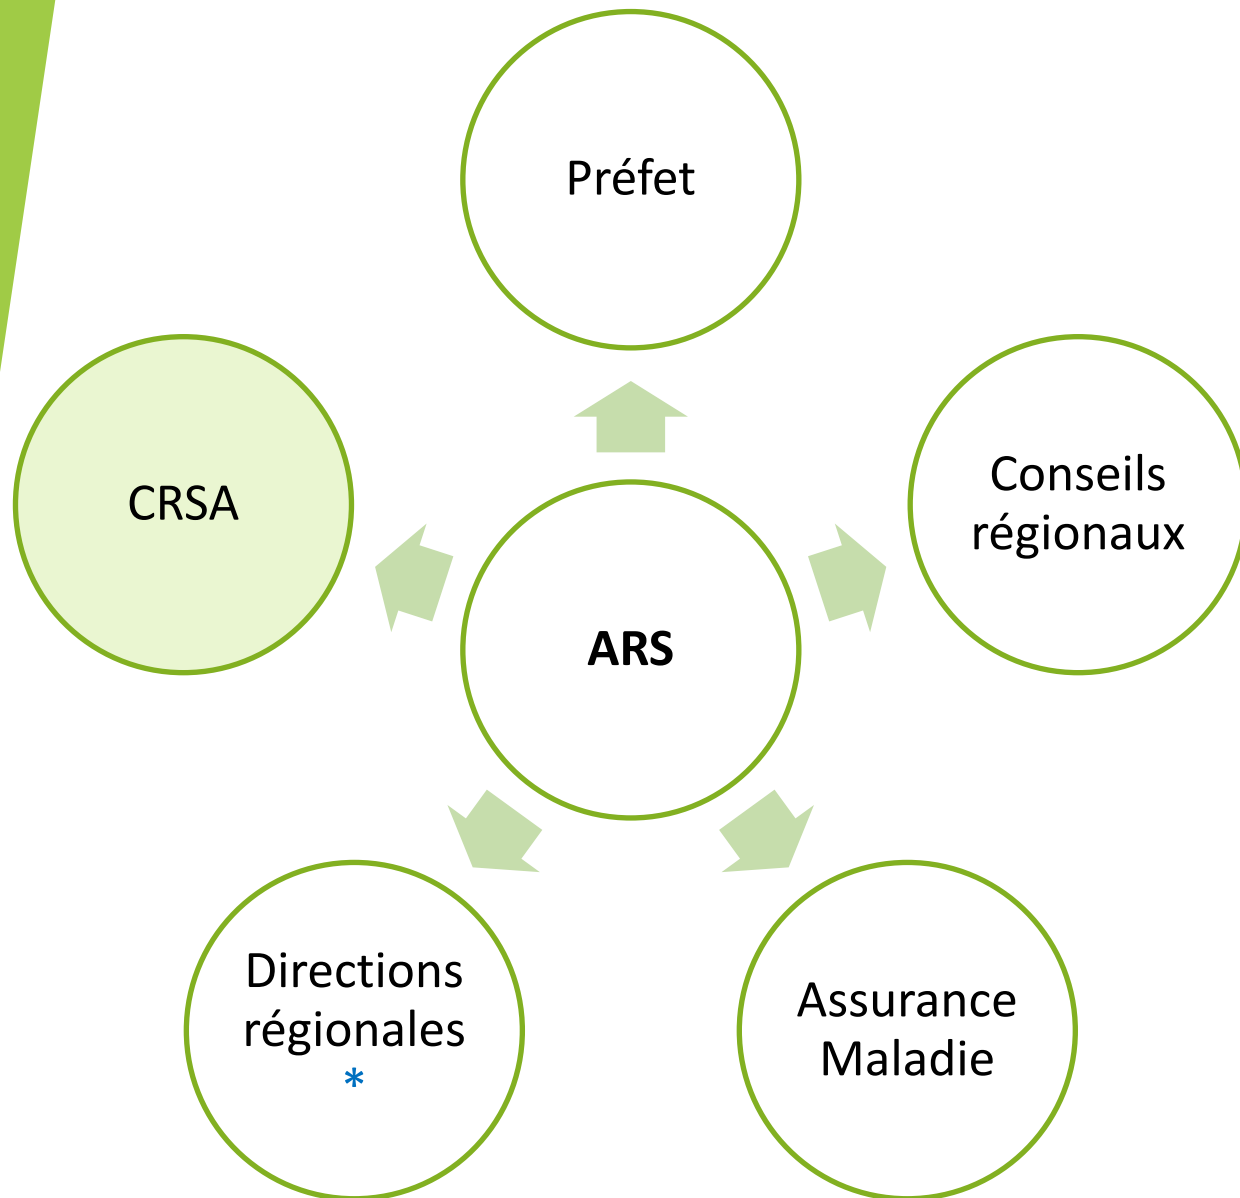 Préfet
CRSA
Conseils
régionaux
ARS
Directions
régionales
*
Assurance
Maladie